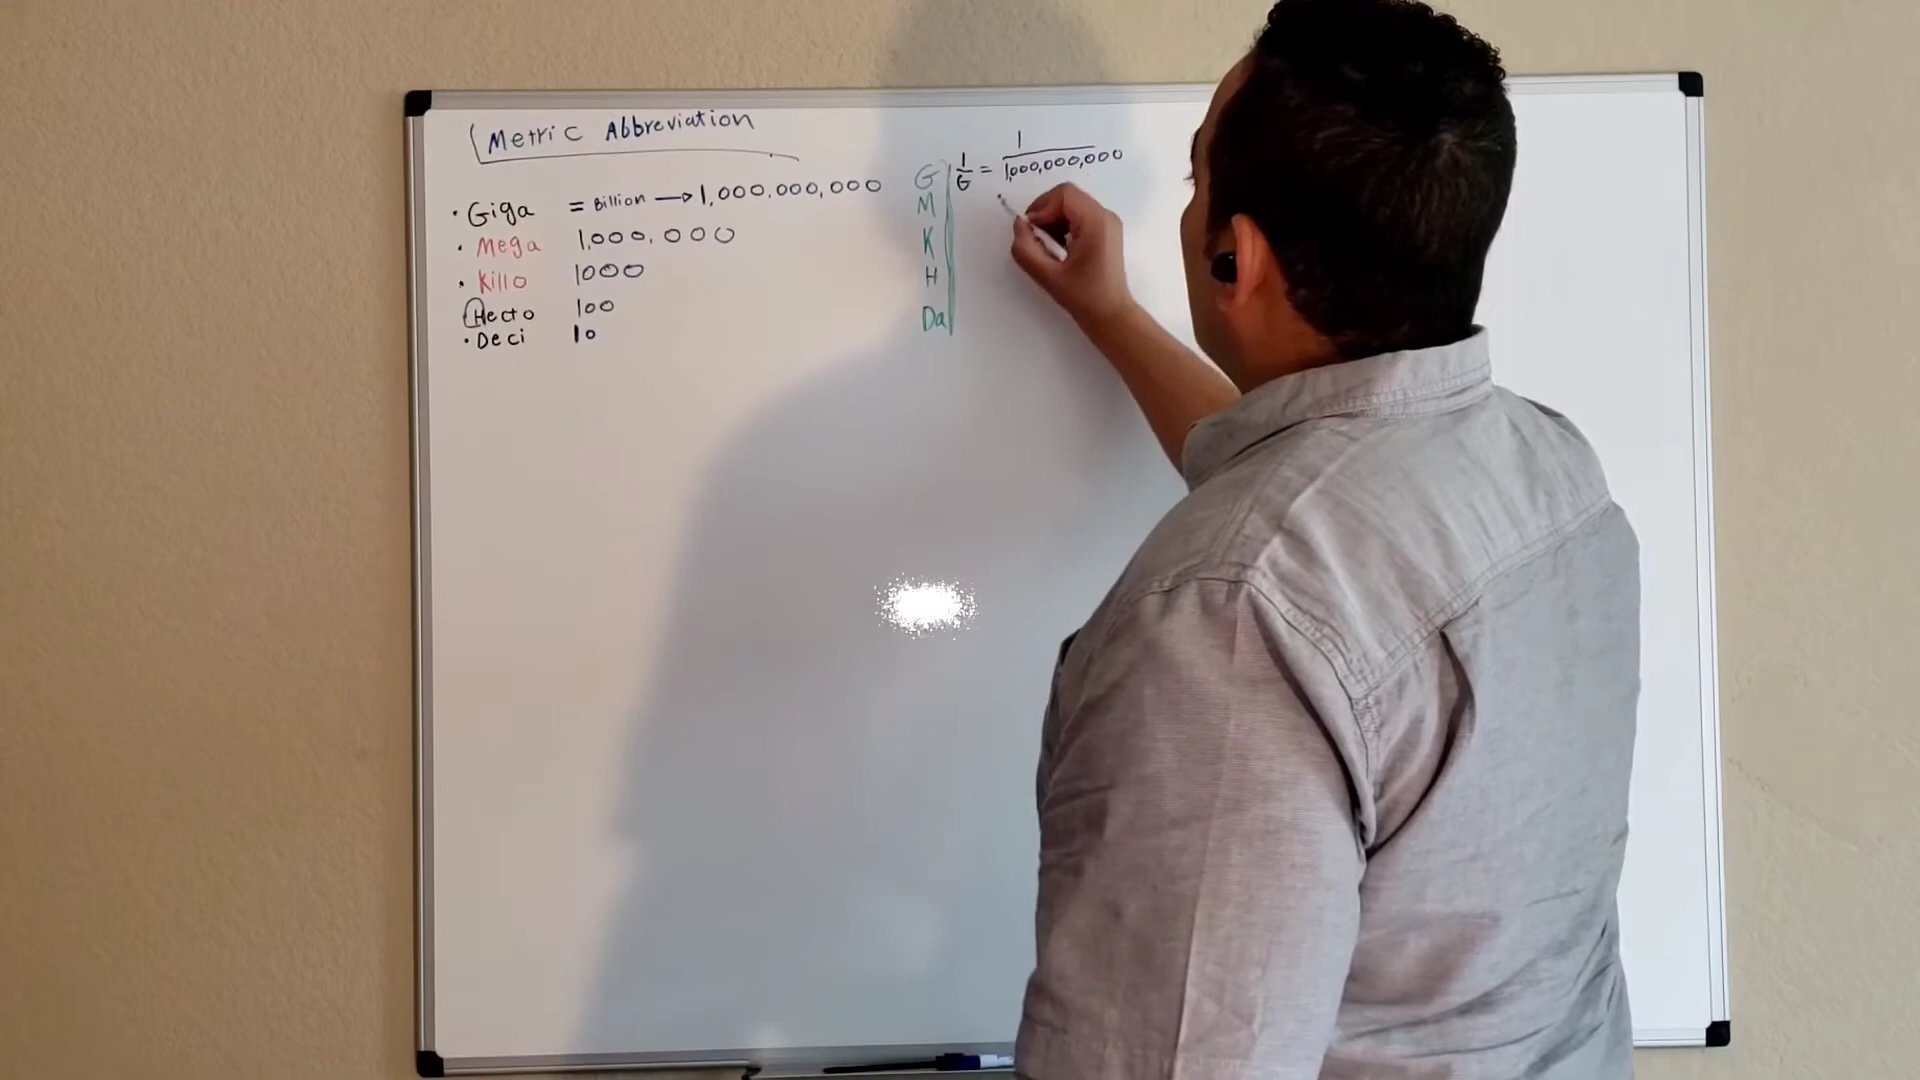 Metric Abbreviation
• Giga = Billion → 1,000,000,000
• Mega 1,000,000
• Killo 1000
Hecto 100
• Deci 10
G 1/G = 1/1,000,000,000
M
K
H
Da